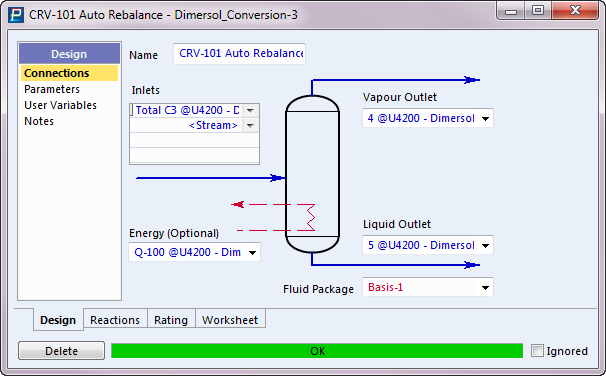 CRV-101 Auto Rebalance - Dimersol_Conversion-3
Design
Connections
Parameters
User Variables
Notes
Name
CRV-101 Auto Rebalance
Inlets
Total C3 @U4200 - D
<Stream>
Vapour Outlet
4 @U4200 - Dimersol
Energy (Optional)
Q-100 @U4200 - Dim
Liquid Outlet
5 @U4200 - Dimersol
Fluid Package
Basis-1
Design
Reactions
Rating
Worksheet
Delete
OK
Ignored